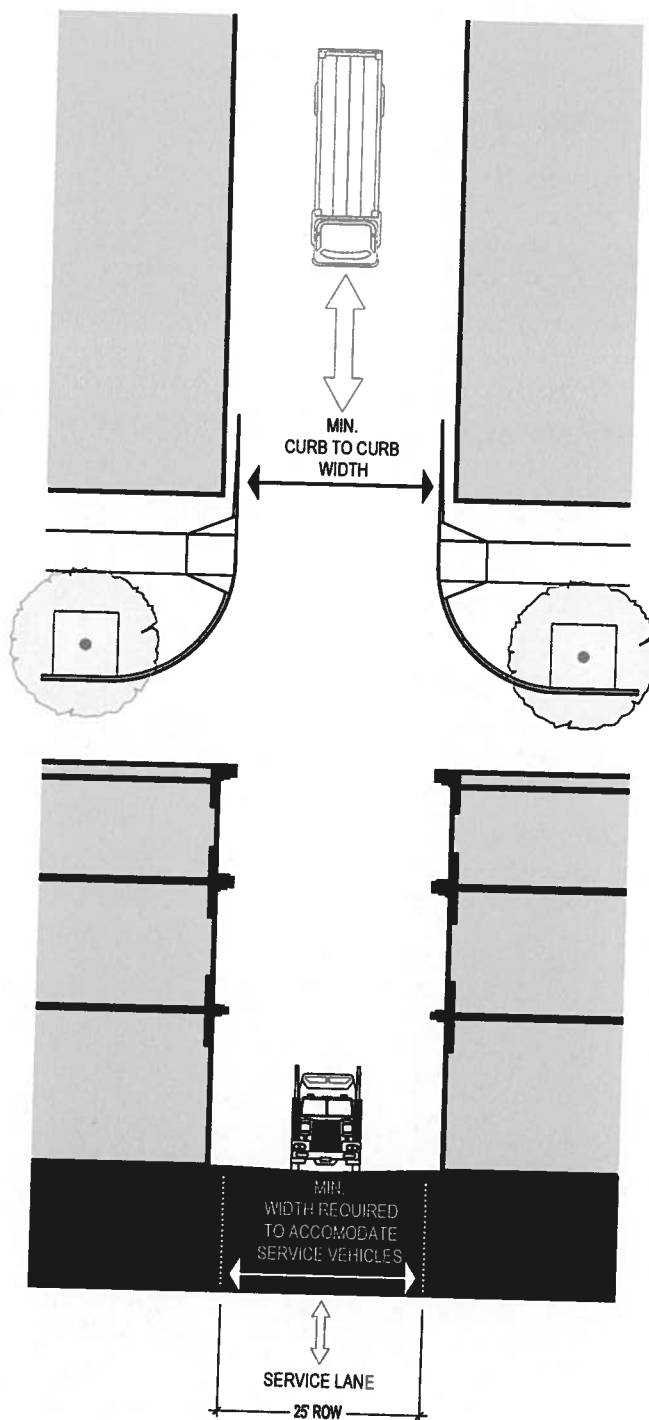 MIN.
CURB TO CURB
WIDTH
MIN.
WIDTH REQUIRED
TO ACCOMODATE
SERVICE VEHICLES
SERVICE LANE
25' ROW